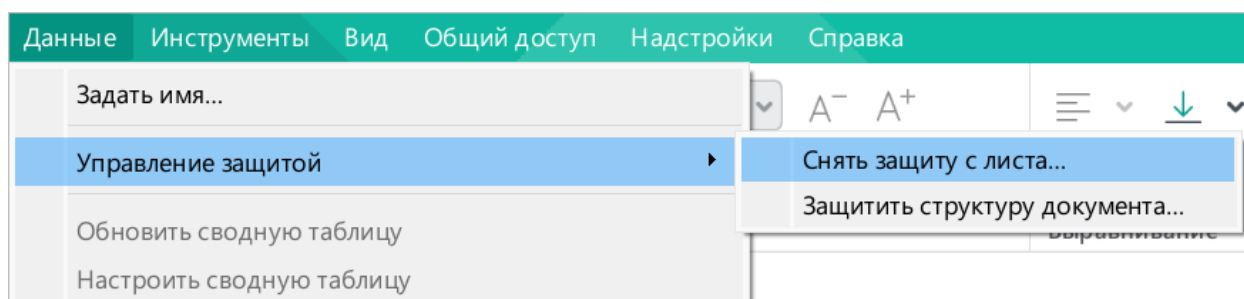 Данные Инструменты Вид Общий доступ Надстройки Справка
Задать имя...
A− A+
Управление защитой
Снять защиту с листа...
Защитить структуру документа...
Обновить сводную таблицу
Выравнивание
Настроить сводную таблицу